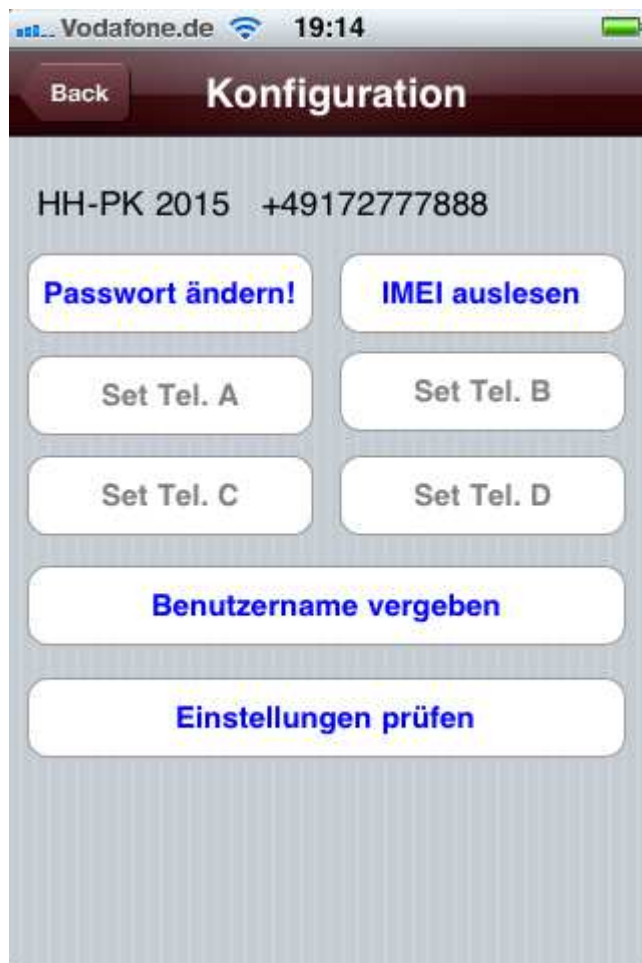 Vodafone.de 19:14
Back Konfiguration
HH-PK 2015 +49172777888
Passwort ändern! IMEI auslesen
Set Tel. A Set Tel. B
Set Tel. C Set Tel. D
Benutzername vergeben
Einstellungen prüfen